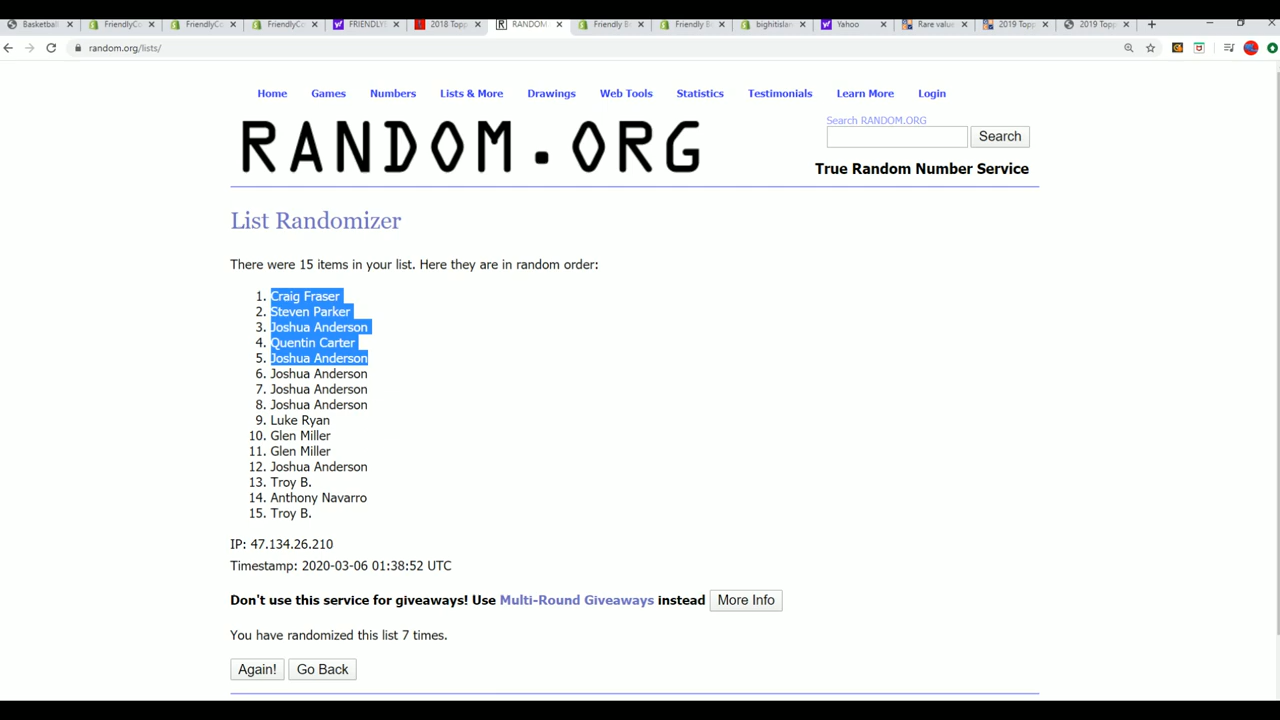 Basketball
FriendlyCo
FriendlyCo
FriendlyCo
FRIENDLYB
2018 Topp
RANDOM.
Friendly B
Friendly B
bighitislan
Yahoo
Rare value
2019 Topp
2019 Topp
random.org/lists/
Home Games Numbers Lists & More Drawings Web Tools Statistics Testimonials Learn More Login
RANDOM.ORG
Search RANDOM.ORG
Search
True Random Number Service
List Randomizer
There were 15 items in your list. Here they are in random order:
1. Craig Fraser
2. Steven Parker
3. Joshua Anderson
4. Quentin Carter
5. Joshua Anderson
6. Joshua Anderson
7. Joshua Anderson
8. Joshua Anderson
9. Luke Ryan
10. Glen Miller
11. Glen Miller
12. Joshua Anderson
13. Troy B.
14. Anthony Navarro
15. Troy B.
IP: 47.134.26.210
Timestamp: 2020-03-06 01:38:52 UTC
Don't use this service for giveaways! Use Multi-Round Giveaways instead More Info
You have randomized this list 7 times.
Again! Go Back